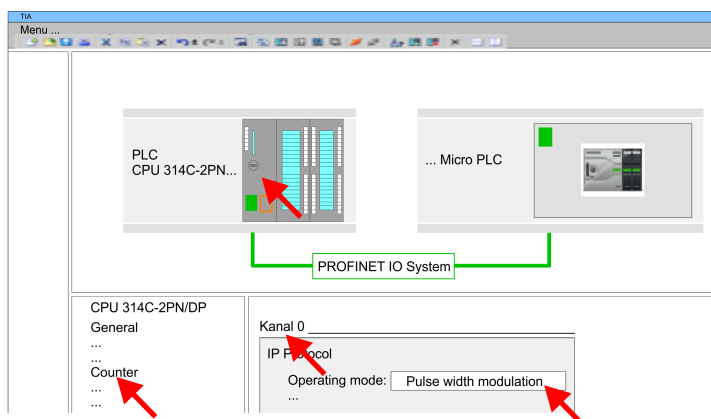 TIA
Menu ...
PLC
CPU 314C-2PN...
... Micro PLC
PROFINET IO System
CPU 314C-2PN/DP
General
...
...
Counter
...
...
Kanal 0
IP Protocol
Operating mode: Pulse width modulation
...